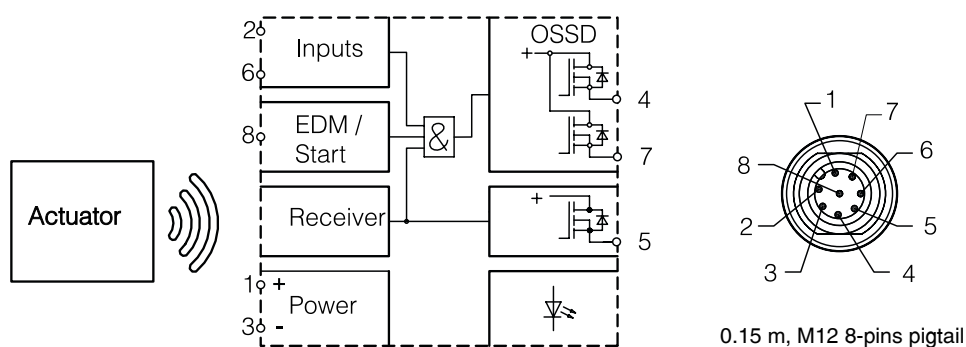 Actuator
2
Inputs
6
8
EDM /
Start
Receiver
1 +
Power
3 -
&
OSSD
+
4
7
+
5
1
7
8
6
2
5
3
4
0.15 m, M12 8-pins pigtail